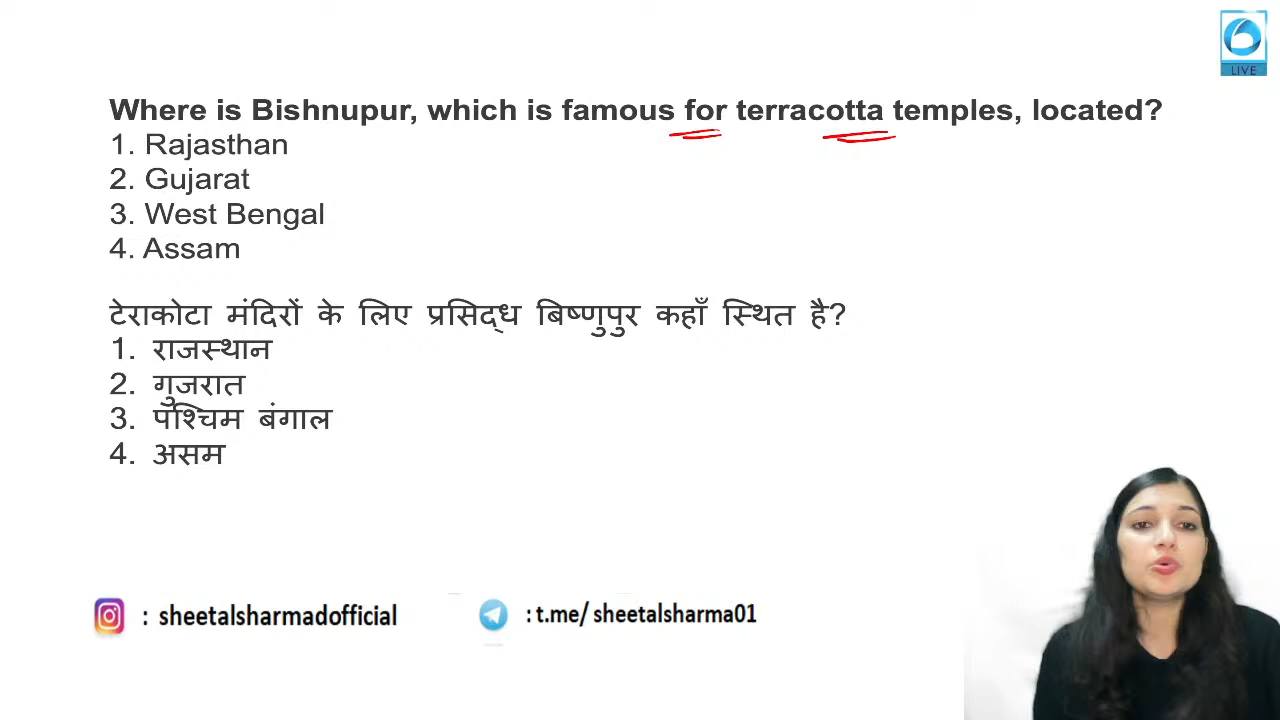 LIVE
Where is Bishnupur, which is famous for terracotta temples, located?
1. Rajasthan
2. Gujarat
3. West Bengal
4. Assam
टेराकोटा मंदिरों के लिए प्रसिद्ध बिष्णुपुर कहाँ स्थित है?
1. राजस्थान
2. गुजरात
3. पश्चिम बंगाल
4. असम
: sheetalsharmadofficial
: t.me/ sheetalsharma01